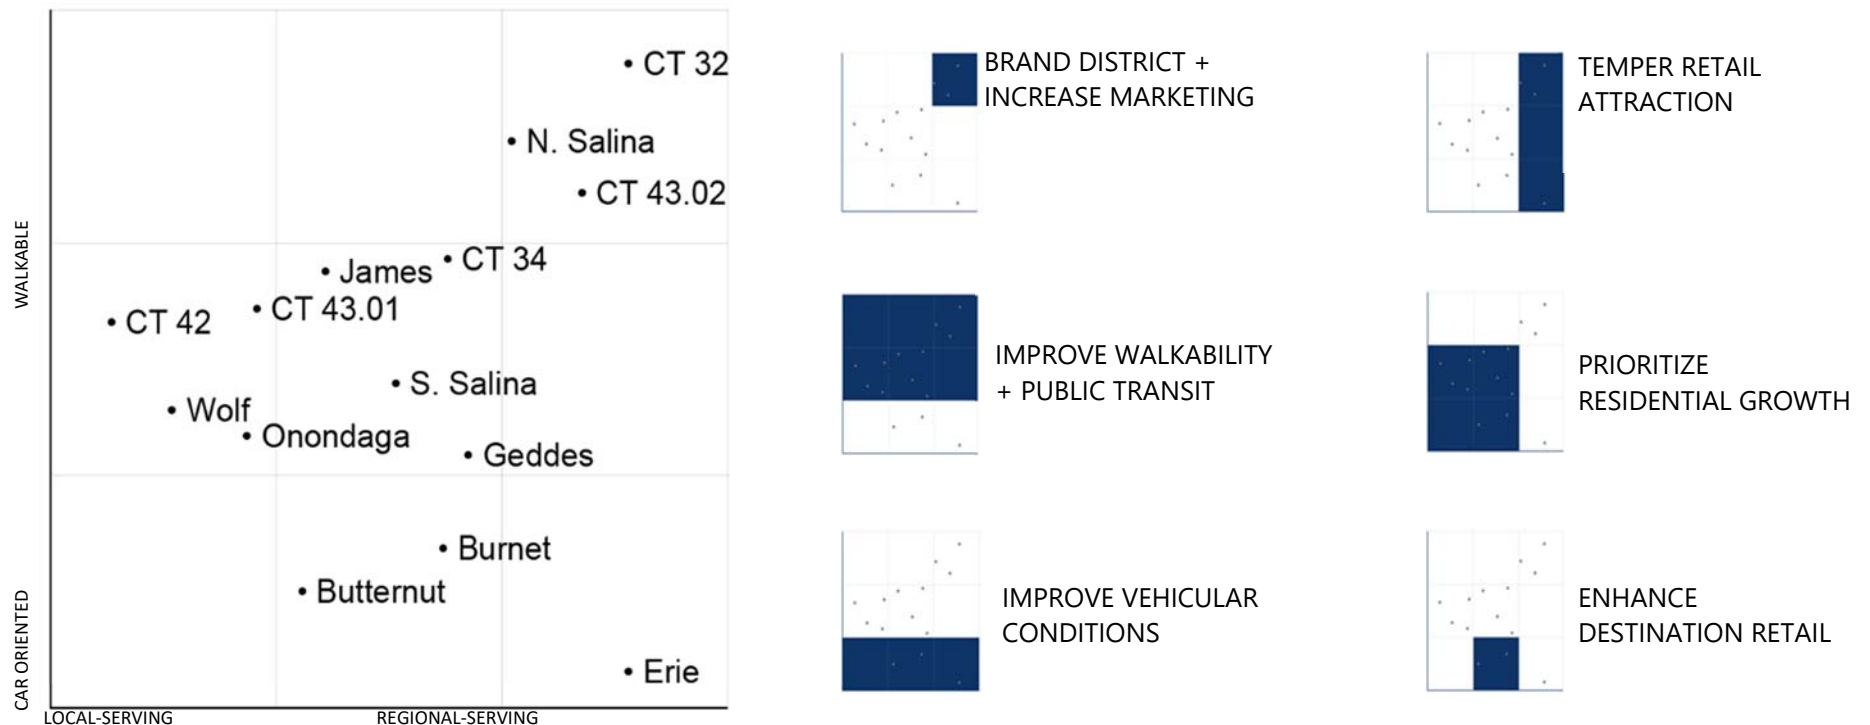 CT 32
N. Salina
CT 43.02
CT 34
James
CT 43.01
CT 42
S. Salina
Wolf
Onondaga
Geddes
Burnet
Butternut
Erie
WALKABLE
CAR ORIENTED
LOCAL-SERVING
REGIONAL-SERVING
BRAND DISTRICT +
INCREASE MARKETING
TEMPER RETAIL
ATTRACTION
IMPROVE WALKABILITY
+ PUBLIC TRANSIT
PRIORITIZE
RESIDENTIAL GROWTH
IMPROVE VEHICULAR
CONDITIONS
ENHANCE
DESTINATION RETAIL